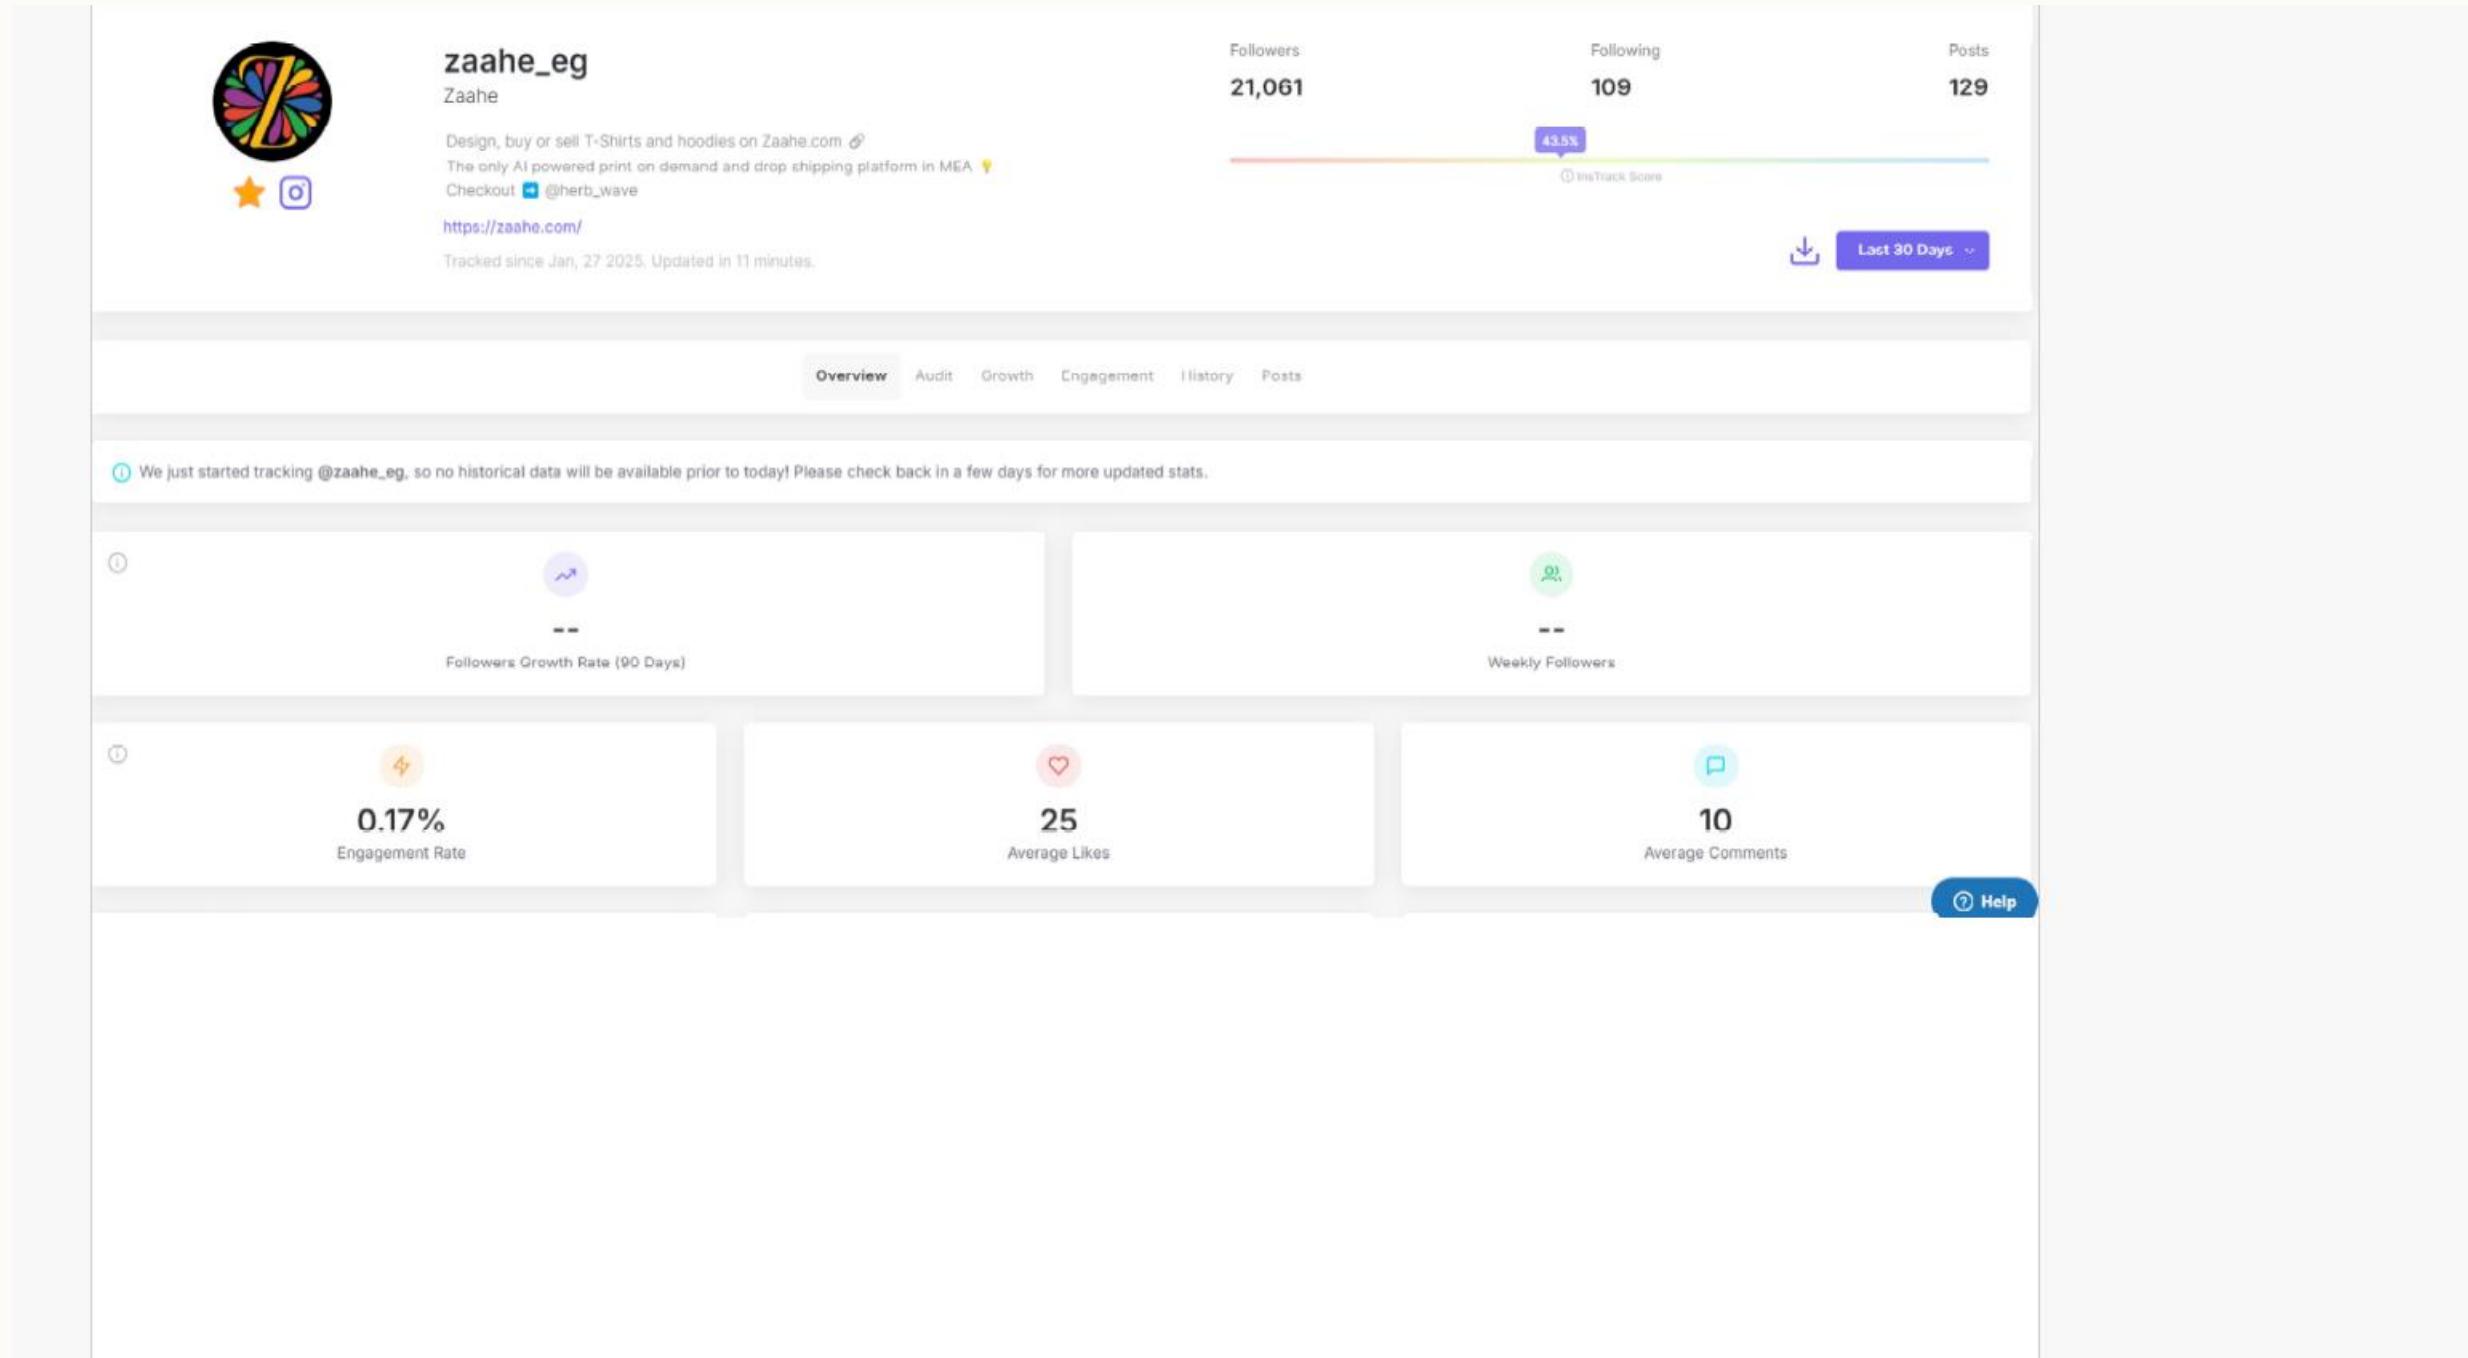 zaahe_eg
Zaahe
Design, buy or sell T-Shirts and hoodies on Zaahe.com 🔗
The only AI powered print on demand and drop shipping platform in MEA 💡
Checkout ➡️ @herb_wave
https://zaahe.com/
Tracked since Jan, 27 2025. Updated in 11 minutes.
Followers
21,061
Following
109
Posts
129
43.5%
InsTrack Score
Last 30 Days
Overview Audit Growth Engagement History Posts
We just started tracking @zaahe_eg, so no historical data will be available prior to today! Please check back in a few days for more updated stats.
--
Followers Growth Rate (90 Days)
--
Weekly Followers
0.17%
Engagement Rate
25
Average Likes
10
Average Comments
Help